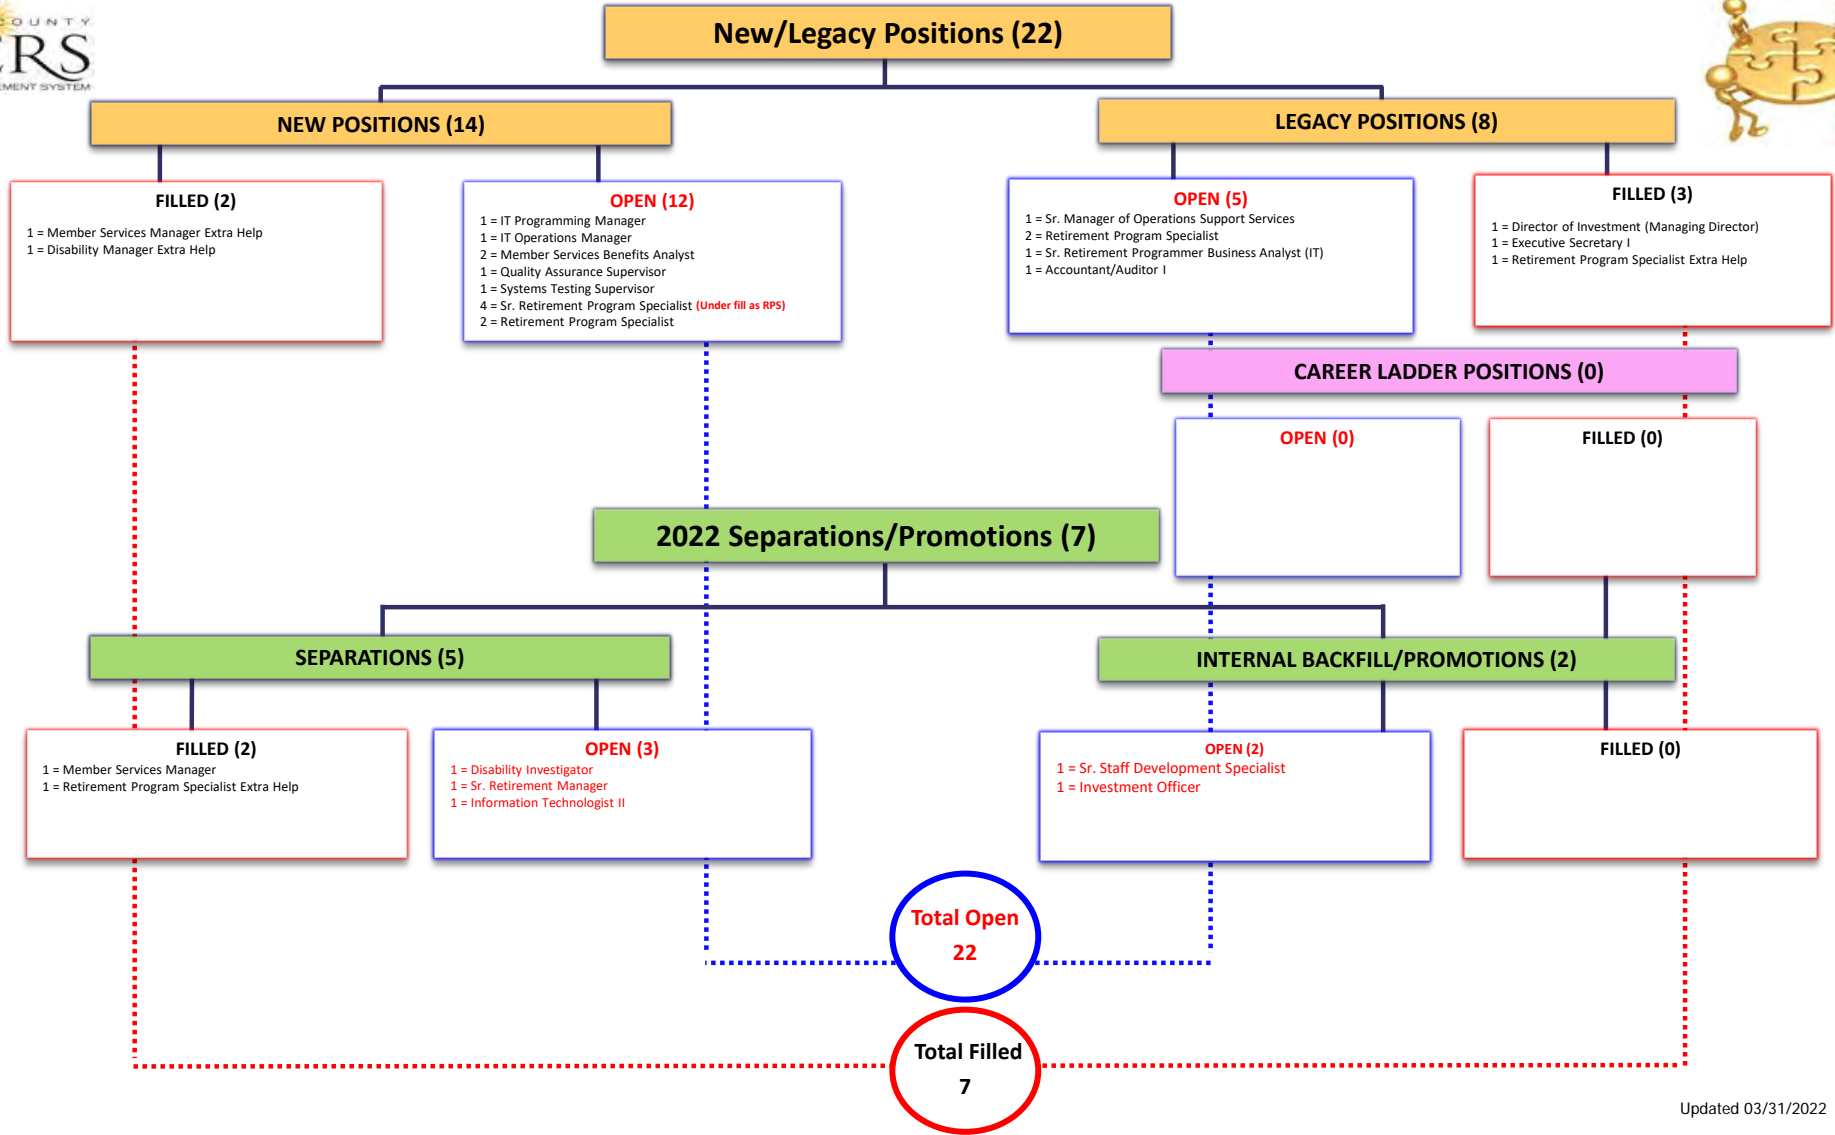 COUNTY
ERS
EMENT SYSTEM
New/Legacy Positions (22)
NEW POSITIONS (14)
LEGACY POSITIONS (8)
FILLED (2)
1 = Member Services Manager Extra Help
1 = Disability Manager Extra Help
OPEN (12)
1 = IT Programming Manager
1 = IT Operations Manager
2 = Member Services Benefits Analyst
1 = Quality Assurance Supervisor
1 = Systems Testing Supervisor
4 = Sr. Retirement Program Specialist (Under fill as RPS)
2 = Retirement Program Specialist
OPEN (5)
1 = Sr. Manager of Operations Support Services
2 = Retirement Program Specialist
1 = Sr. Retirement Programmer Business Analyst (IT)
1 = Accountant/Auditor I
FILLED (3)
1 = Director of Investment (Managing Director)
1 = Executive Secretary I
1 = Retirement Program Specialist Extra Help
CAREER LADDER POSITIONS (0)
OPEN (0)
FILLED (0)
2022 Separations/Promotions (7)
SEPARATIONS (5)
INTERNAL BACKFILL/PROMOTIONS (2)
FILLED (2)
1 = Member Services Manager
1 = Retirement Program Specialist Extra Help
OPEN (3)
1 = Disability Investigator
1 = Sr. Retirement Manager
1 = Information Technologist II
OPEN (2)
1 = Sr. Staff Development Specialist
1 = Investment Officer
FILLED (0)
Total Open
22
Total Filled
7
Updated 03/31/2022